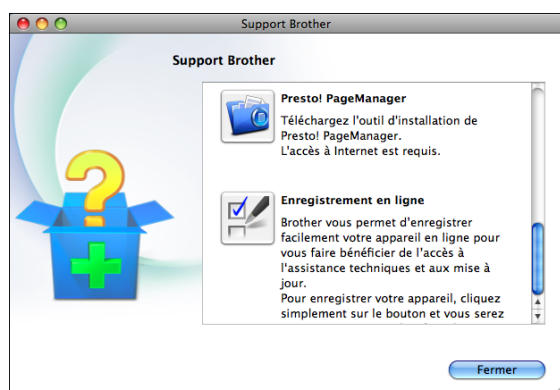 Support Brother
Support Brother
Presto! PageManager
Téléchargez l'outil d'installation de
Presto! PageManager.
L'accès à Internet est requis.
Enregistrement en ligne
Brother vous permet d'enregistrer
facilement votre appareil en ligne pour
vous faire bénéficier de l'accès à
l'assistance techniques et aux mise à
jour.
Pour enregistrer votre appareil, cliquez
simplement sur le bouton et vous serez
Fermer